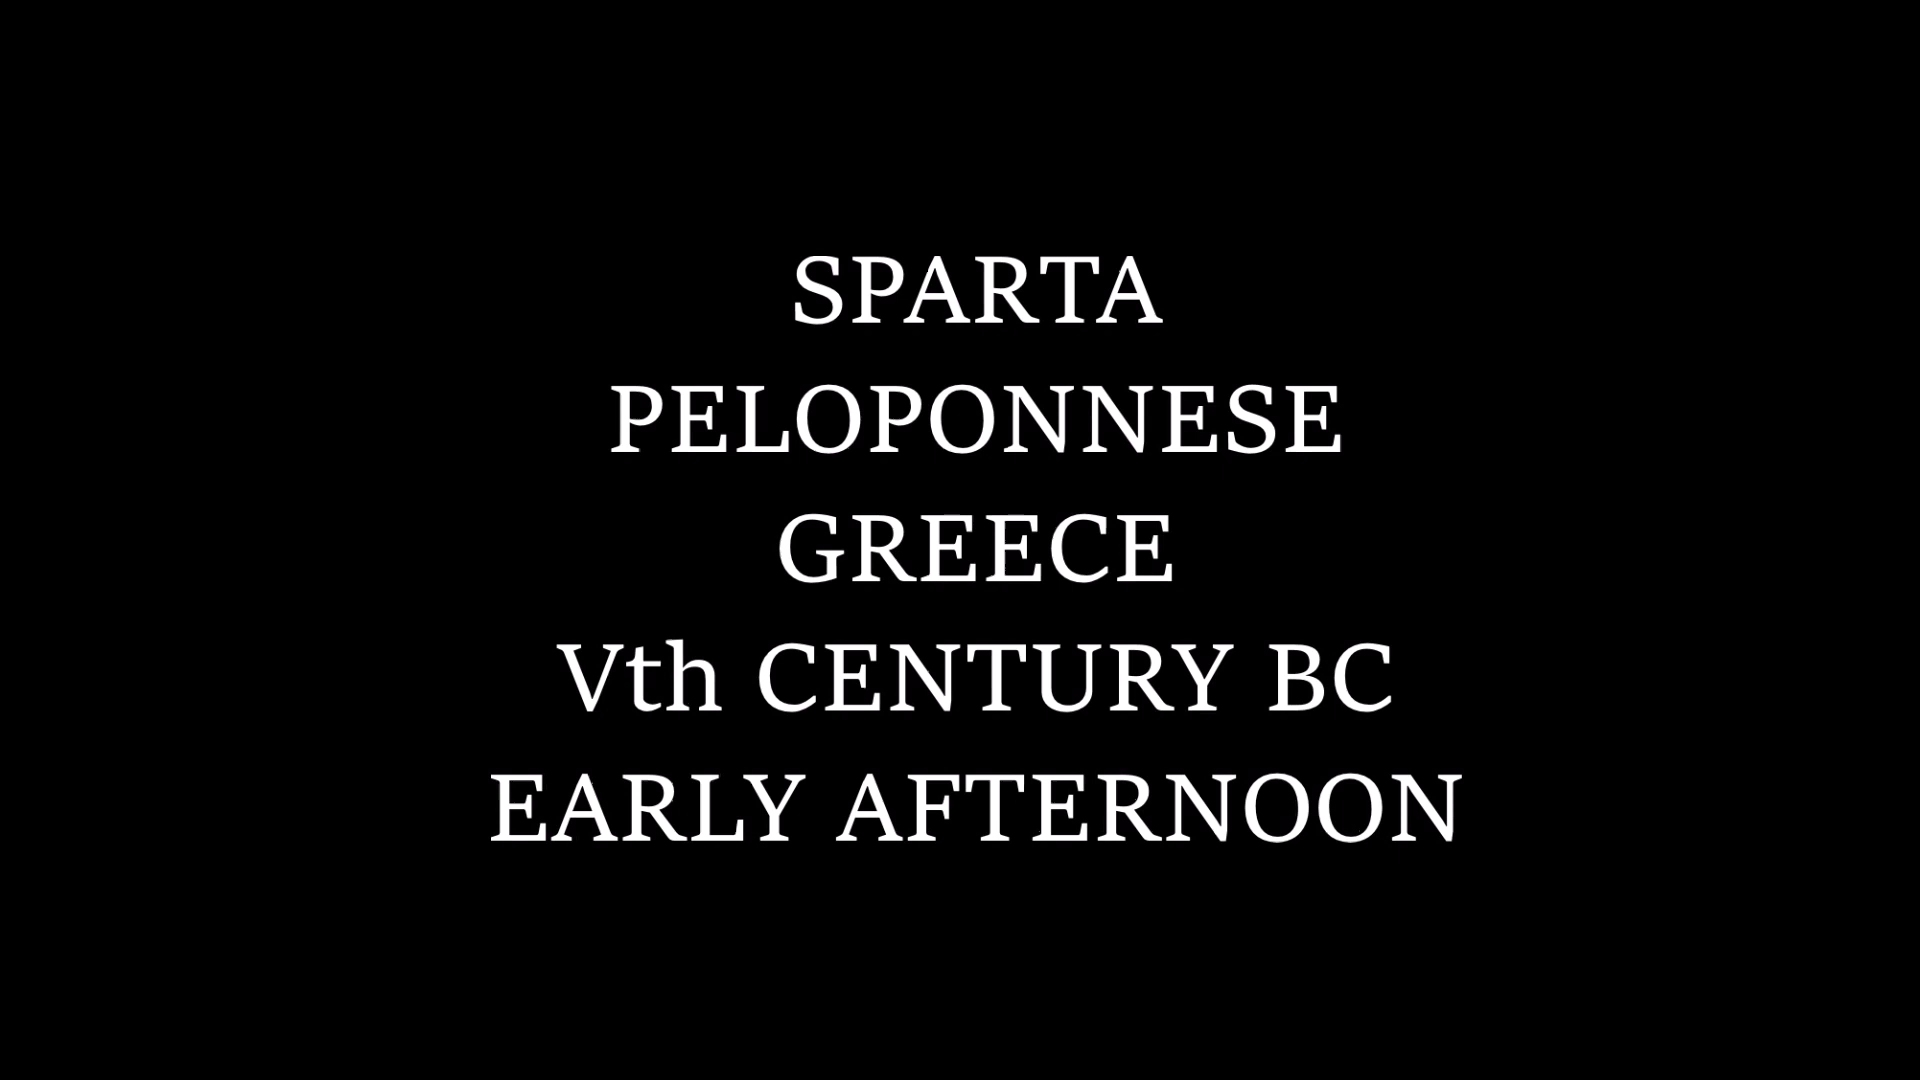 SPARTA
PELOPONNESE
GREECE
Vth CENTURY BC
EARLY AFTERNOON